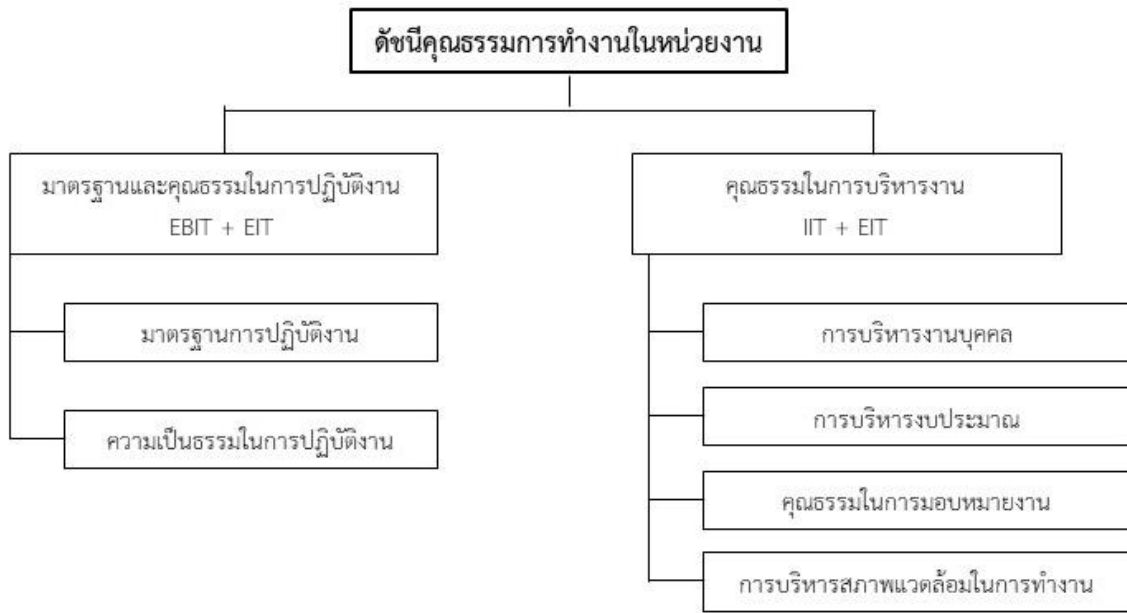 ดัชนีคุณธรรมการทำงานในหน่วยงาน
มาตรฐานและคุณธรรมในการปฏิบัติงาน
EBIT + EIT
มาตรฐานการปฏิบัติงาน
ความเป็นธรรมในการปฏิบัติงาน
คุณธรรมในการบริหารงาน
IIT + EIT
การบริหารงานบุคคล
การบริหารงบประมาณ
คุณธรรมในการมอบหมายงาน
การบริหารสภาพแวดล้อมในการทำงาน